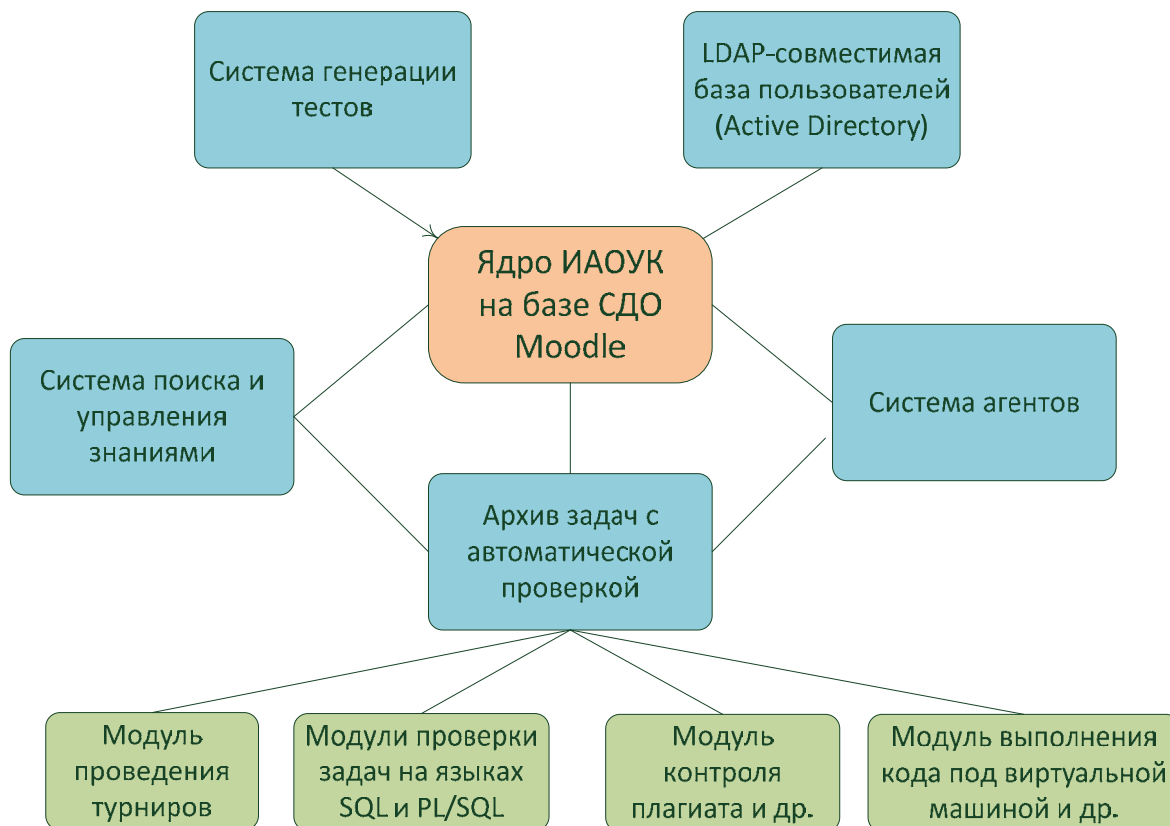 Система генерации
тестов
LDAP-совместимая
база пользователей
(Active Directory)
Ядро ИАОУК
на базе СДО
Moodle
Система поиска и
управления
знаниями
Система агентов
Архив задач с
автоматической
проверкой
Модуль
проведения
турниров
Модули проверки
задач на языках
SQL и PL/SQL
Модуль
контроля
плагиата и др.
Модуль выполнения
кода под виртуальной
машиной и др.